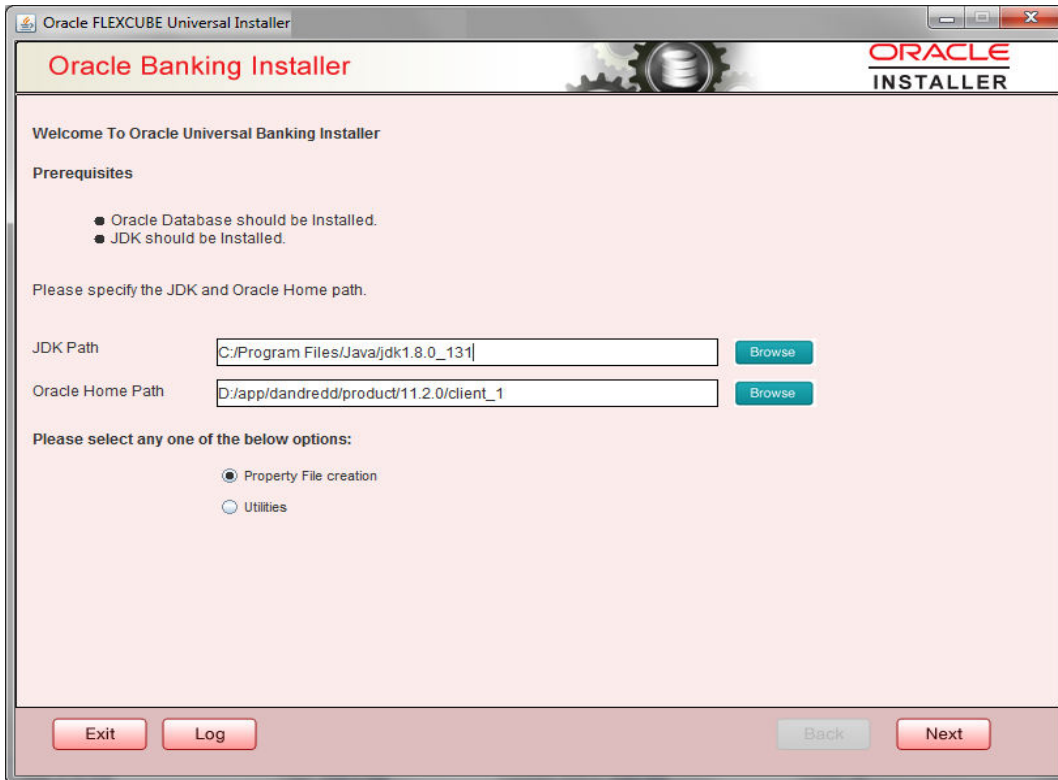 Oracle FLEXCUBE Universal Installer
Oracle Banking Installer
ORACLE
INSTALLER
Welcome To Oracle Universal Banking Installer
Prerequisites
Oracle Database should be Installed.
JDK should be Installed.
Please specify the JDK and Oracle Home path.
JDK Path C:/Program Files/Java/jdk1.8.0_131 Browse
Oracle Home Path D:/app/dandredd/product/11.2.0/client_1 Browse
Please select any one of the below options:
Property File creation
Utilities
Exit Log Back Next